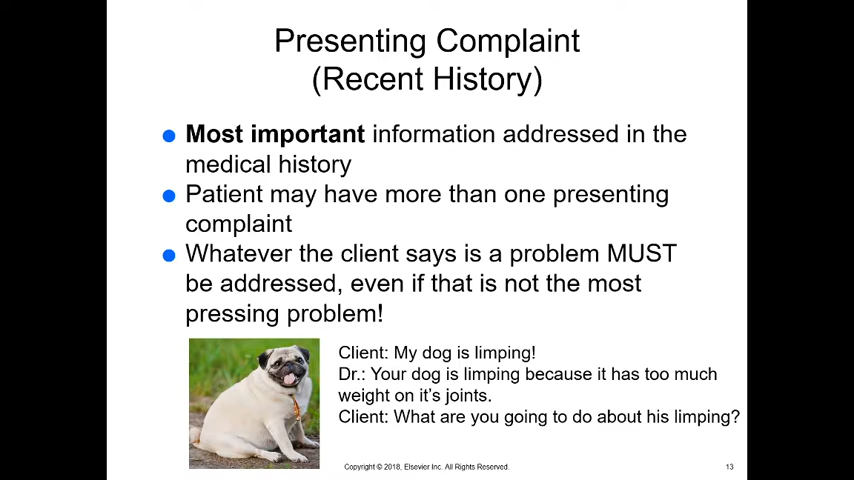 Presenting Complaint
(Recent History)
Most important information addressed in the
medical history
Patient may have more than one presenting
complaint
Whatever the client says is a problem MUST
be addressed, even if that is not the most
pressing problem!
Client: My dog is limping!
Dr.: Your dog is limping because it has too much
weight on it's joints.
Client: What are you going to do about his limping?
Copyright © 2018, Elsevier Inc. All Rights Reserved.
13